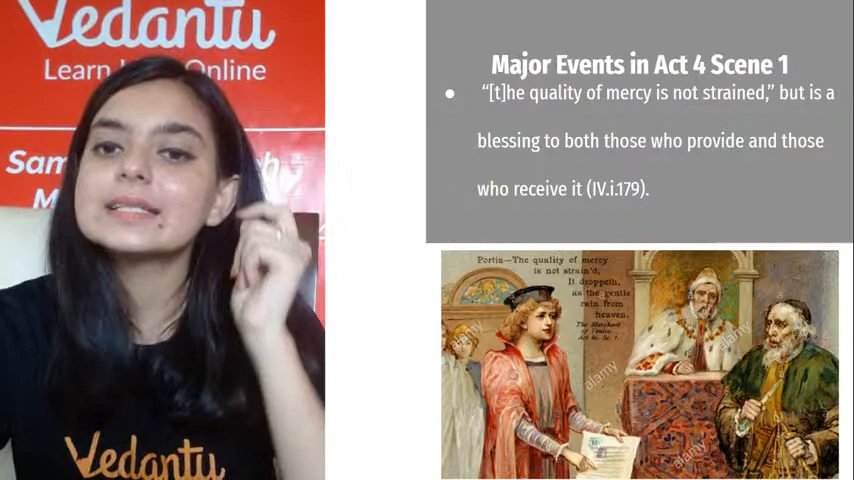 Vedantu
Learn Online
Sam
Major Events in Act 4 Scene 1
● “[t]he quality of mercy is not strained,” but is a
blessing to both those who provide and those
who receive it (IV.i.179).
Portia—The quality of mercy
is not strain'd,
It droppeth,
as the gentle
rain from
heaven.
The Merchant
of Venice.
Act iv. Sc. 1.
alamy
alamy
alamy
alamy
Vedantu